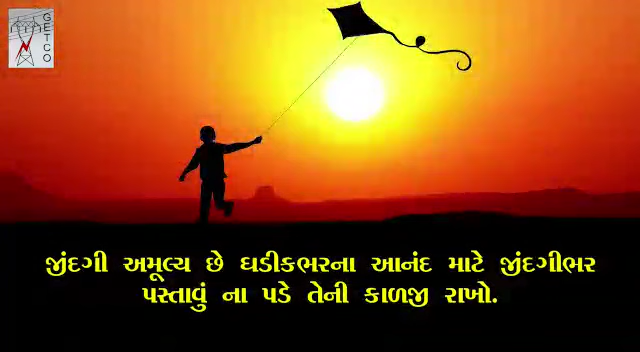 GETCO
જીંદગી અમૂલ્ય છે ઘડીકભરના આનંદ માટે જીંદગીભર
પસ્તાવું ના પડે તેની કાળજી રાખો.